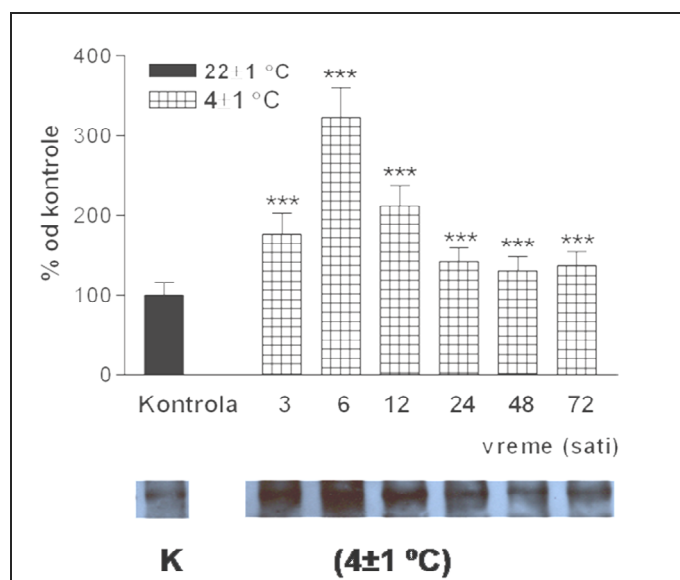 400
300
200
100
0
% od kontrole
22±1 °C
4±1 °C
***
***
***
***
***
***
Kontrola 3 6 12 24 48 72
vreme (sati)
K (4±1 ºC)